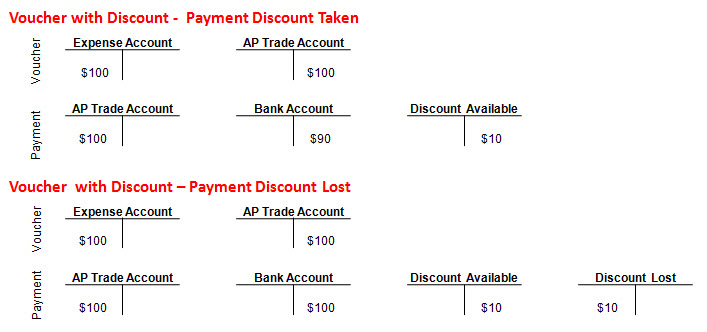 Voucher with Discount - Payment Discount Taken
Voucher
Expense Account AP Trade Account
$100 $100
Payment
AP Trade Account Bank Account Discount Available
$100 $90 $10
Voucher with Discount – Payment Discount Lost
Voucher
Expense Account AP Trade Account
$100 $100
Payment
AP Trade Account Bank Account Discount Available Discount Lost
$100 $100 $10 $10